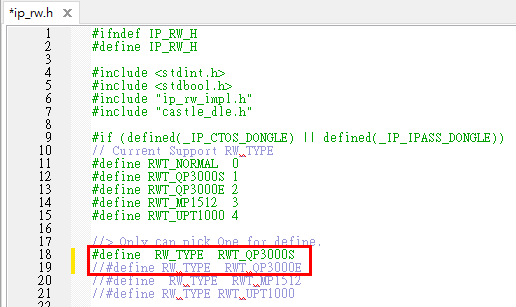 *ip_rw.h
1 #ifndef IP_RW_H
2 #define IP_RW_H
3
4 #include <stdint.h>
5 #include <stdbool.h>
6 #include "ip_rw_impl.h"
7 #include "castle_dle.h"
8
9 #if (defined(_IP_CTOS_DONGLE) || defined(_IP_IPASS_DONGLE))
10 // Current Support RW_TYPE
11 #define RWT_NORMAL 0
12 #define RWT_QP3000S 1
13 #define RWT_QP3000E 2
14 #define RWT_MP1512 3
15 #define RWT_UPT1000 4
16
17 //> Only can pick One for define.
18 #define RW_TYPE RWT_QP3000S
19 //#define RW_TYPE RWT_QP3000E
20 //#define RW_TYPE RWT_MP1512
21 //#define RW_TYPE RWT_UPT1000